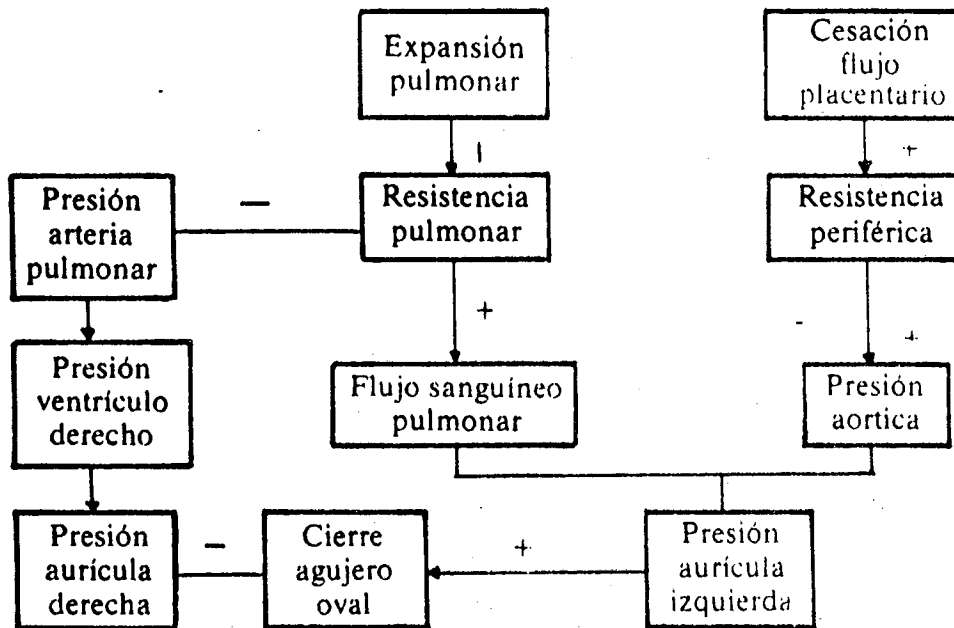 Expansión
pulmonar
Cesación
flujo
placentario
+
Presión
arteria
pulmonar
—
Resistencia
pulmonar
Resistencia
periférica
+
-
+
Presión
ventrículo
derecho
Flujo sanguíneo
pulmonar
Presión
aortica
Presión
aurícula
derecha
—
Cierre
agujero
oval
+
Presión
aurícula
izquierda